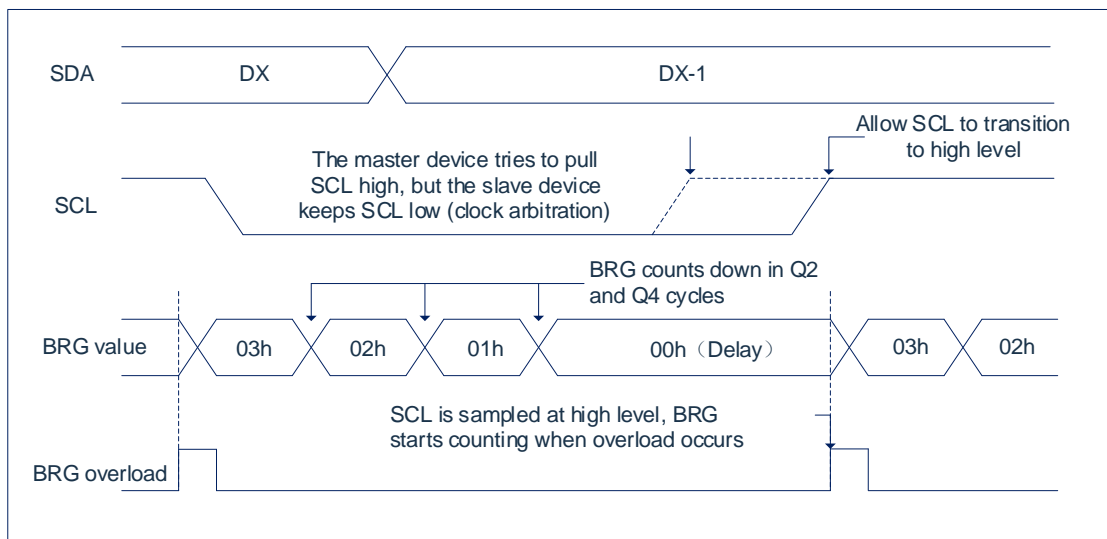 SDA
DX
DX-1
Allow SCL to transition
to high level
The master device tries to pull
SCL high, but the slave device
keeps SCL low (clock arbitration)
SCL
BRG counts down in Q2
and Q4 cycles
BRG value
03h
02h
01h
00h（Delay）
03h
02h
SCL is sampled at high level, BRG
starts counting when overload occurs
BRG overload